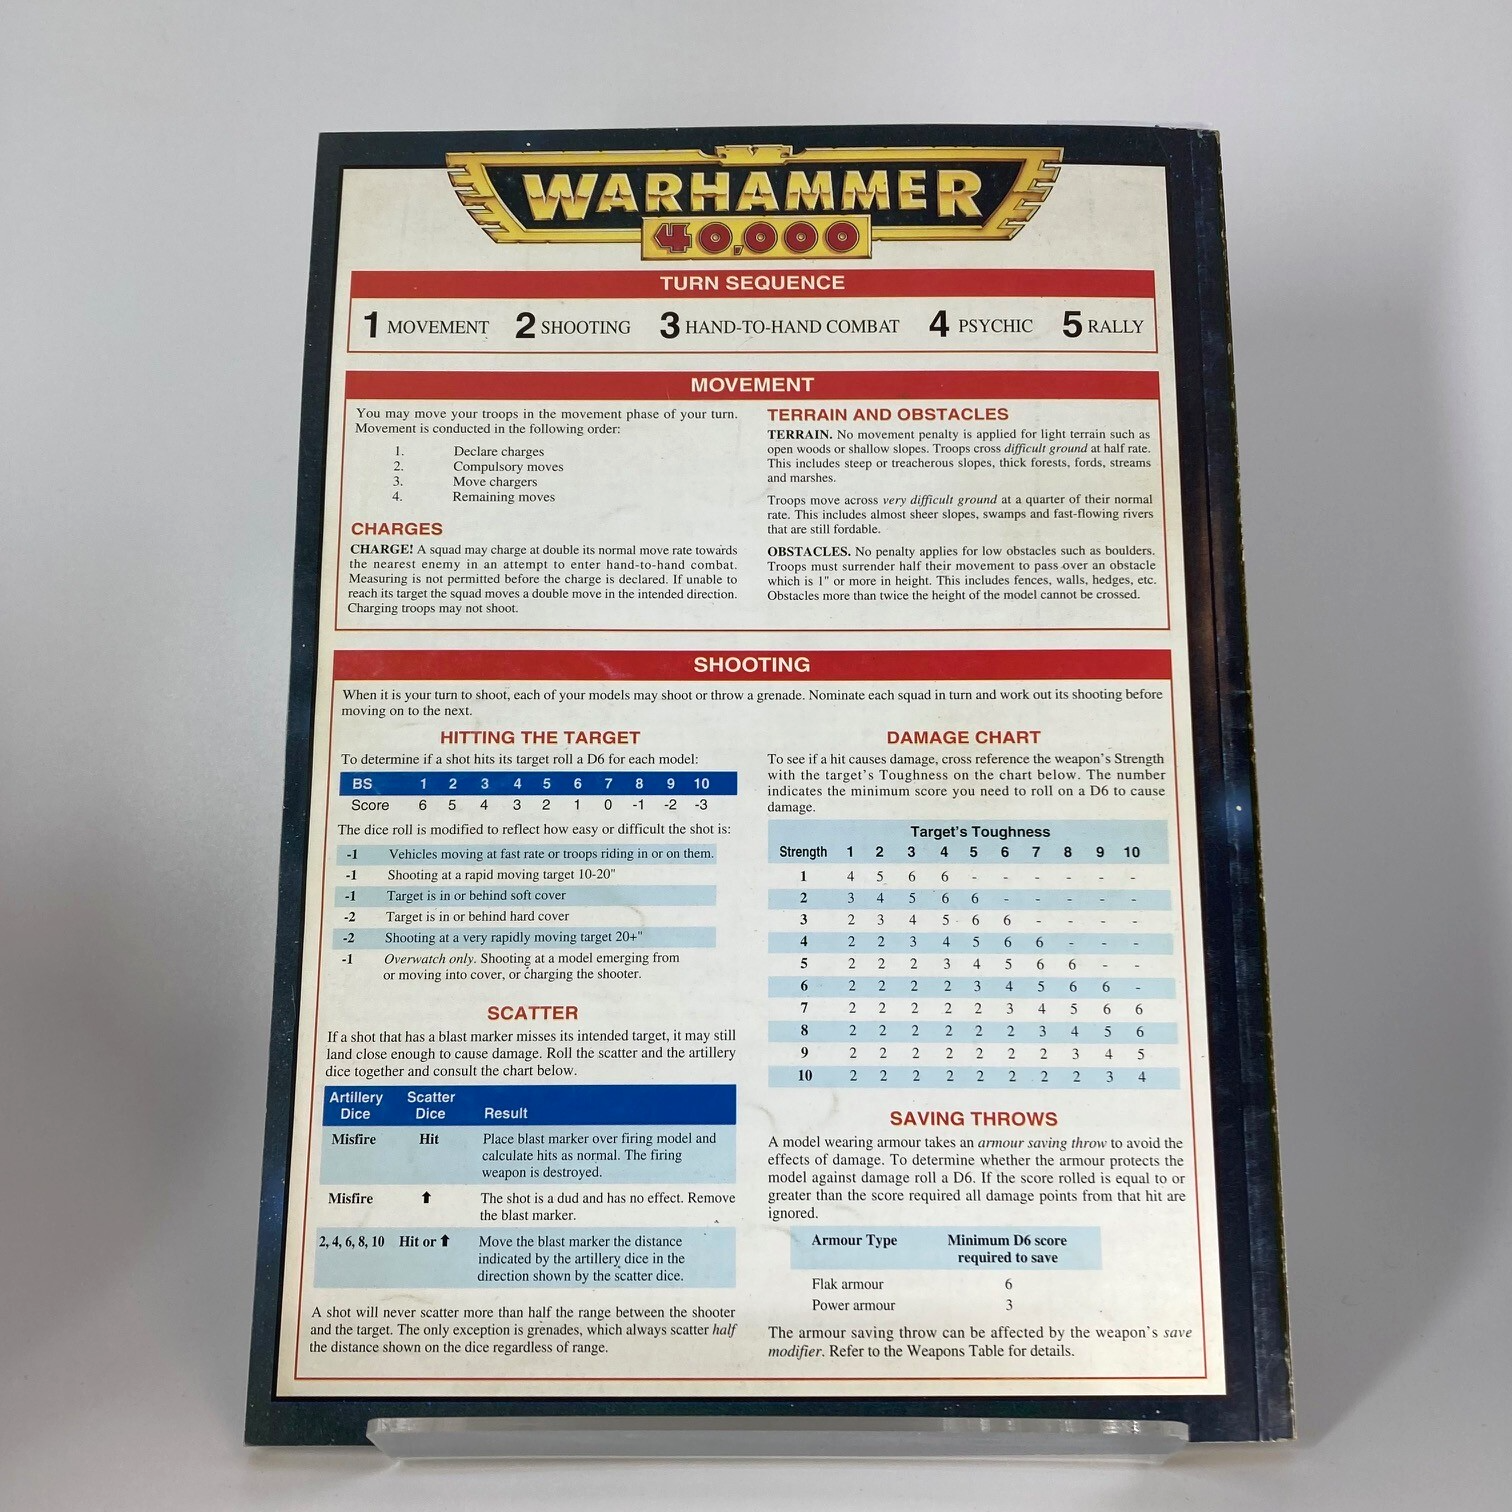 WARHAMMER
40,000
TURN SEQUENCE
1 MOVEMENT 2 SHOOTING 3 HAND-TO-HAND COMBAT 4 PSYCHIC 5 RALLY
MOVEMENT
You may move your troops in the movement phase of your turn.
Movement is conducted in the following order:
1. Declare charges
2. Compulsory moves
3. Move chargers
4. Remaining moves
CHARGES
CHARGE! A squad may charge at double its normal move rate towards
the nearest enemy in an attempt to enter hand-to-hand combat.
Measuring is not permitted before the charge is declared. If unable to
reach its target the squad moves a double move in the intended direction.
Charging troops may not shoot.
TERRAIN AND OBSTACLES
TERRAIN. No movement penalty is applied for light terrain such as
open woods or shallow slopes. Troops cross difficult ground at half rate.
This includes steep or treacherous slopes, thick forests, fords, streams
and marshes.
Troops move across very difficult ground at a quarter of their normal
rate. This includes almost sheer slopes, swamps and fast-flowing rivers
that are still fordable.
OBSTACLES. No penalty applies for low obstacles such as boulders.
Troops must surrender half their movement to pass over an obstacle
which is 1" or more in height. This includes fences, walls, hedges, etc.
Obstacles more than twice the height of the model cannot be crossed.
SHOOTING
When it is your turn to shoot, each of your models may shoot or throw a grenade. Nominate each squad in turn and work out its shooting before
moving on to the next.
HITTING THE TARGET
To determine if a shot hits its target roll a D6 for each model:
BS 1 2 3 4 5 6 7 8 9 10
Score 6 5 4 3 2 1 0 -1 -2 -3
The dice roll is modified to reflect how easy or difficult the shot is:
-1 Vehicles moving at fast rate or troops riding in or on them.
-1 Shooting at a rapid moving target 10-20"
-1 Target is in or behind soft cover
-2 Target is in or behind hard cover
-2 Shooting at a very rapidly moving target 20+"
-1 Overwatch only. Shooting at a model emerging from
or moving into cover, or charging the shooter.
SCATTER
If a shot that has a blast marker misses its intended target, it may still
land close enough to cause damage. Roll the scatter and the artillery
dice together and consult the chart below.
Artillery Scatter
Dice Dice Result
Misfire Hit Place blast marker over firing model and
calculate hits as normal. The firing
weapon is destroyed.
Misfire ⬆ The shot is a dud and has no effect. Remove
the blast marker.
2, 4, 6, 8, 10 Hit or ⬆ Move the blast marker the distance
indicated by the artillery dice in the
direction shown by the scatter dice.
A shot will never scatter more than half the range between the shooter
and the target. The only exception is grenades, which always scatter half
the distance shown on the dice regardless of range.
DAMAGE CHART
To see if a hit causes damage, cross reference the weapon's Strength
with the target's Toughness on the chart below. The number
indicates the minimum score you need to roll on a D6 to cause
damage.
Target's Toughness
Strength 1 2 3 4 5 6 7 8 9 10
1 4 5 6 6 - - - - - -
2 3 4 5 6 6 - - - - -
3 2 3 4 5 6 6 - - - -
4 2 2 3 4 5 6 6 - - -
5 2 2 2 3 4 5 6 6 - -
6 2 2 2 2 3 4 5 6 6 -
7 2 2 2 2 2 3 4 5 6 6
8 2 2 2 2 2 2 3 4 5 6
9 2 2 2 2 2 2 2 3 4 5
10 2 2 2 2 2 2 2 2 3 4
SAVING THROWS
A model wearing armour takes an armour saving throw to avoid the
effects of damage. To determine whether the armour protects the
model against damage roll a D6. If the score rolled is equal to or
greater than the score required all damage points from that hit are
ignored.
Armour Type Minimum D6 score
required to save
Flak armour 6
Power armour 3
The armour saving throw can be affected by the weapon's save
modifier. Refer to the Weapons Table for details.